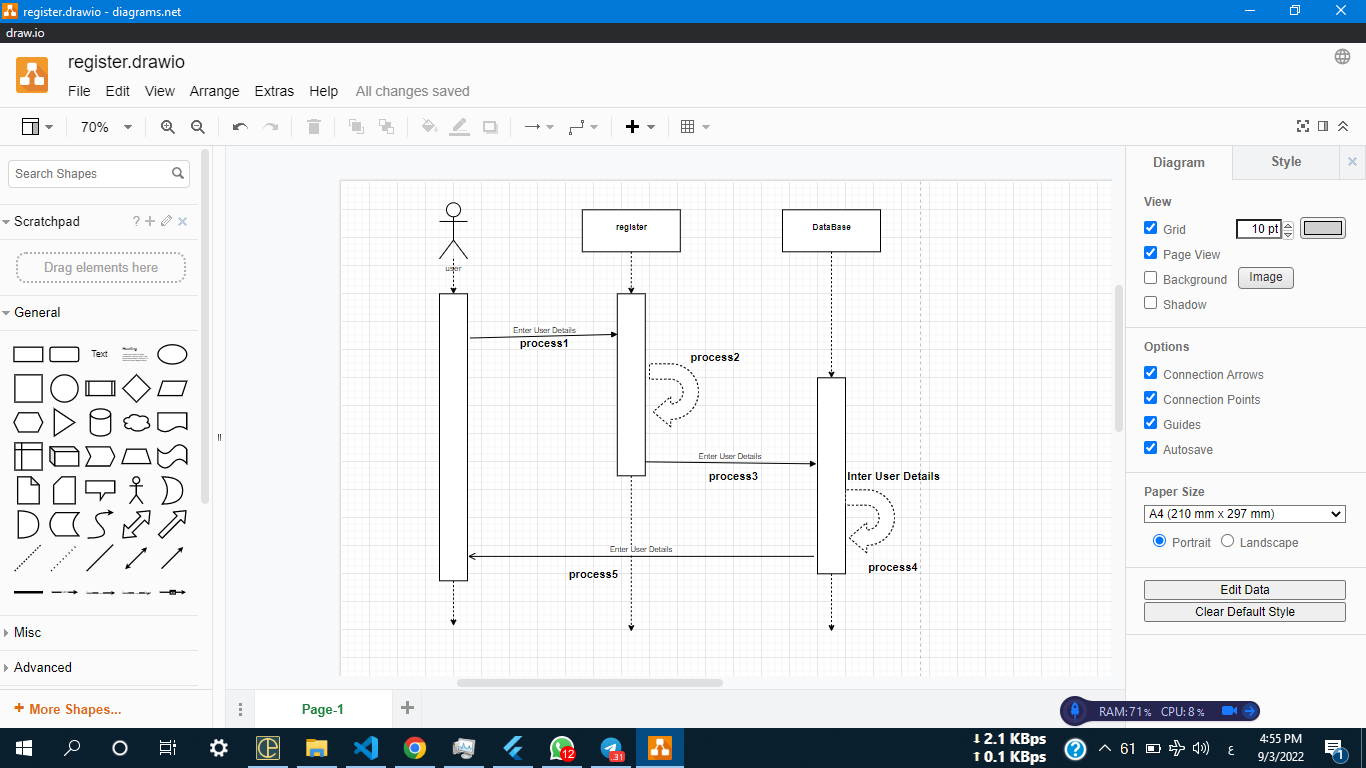 register.drawio - diagrams.net
draw.io
register.drawio
File Edit View Arrange Extras Help All changes saved
70%
Search Shapes
Scratchpad
?
Drag elements here
General
Text
Heading
Misc
Advanced
+ More Shapes...
user
register
DataBase
Enter User Details
process1
process2
Enter User Details
process3
Inter User Details
Enter User Details
process4
process5
Page-1
Diagram Style
View
Grid 10 pt
Page View
Background Image
Shadow
Options
Connection Arrows
Connection Points
Guides
Autosave
Paper Size
A4 (210 mm x 297 mm)
Portrait Landscape
Edit Data
Clear Default Style
RAM:71% CPU:8%
12
31
2.1 KBps
0.1 KBps
?
61
ع
4:55 PM
9/3/2022
1